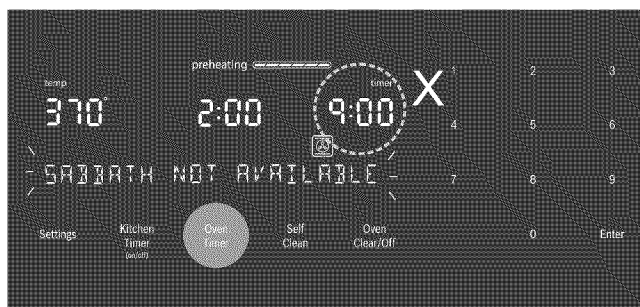 preheating
temp timer
370° 2:00 9:00 X
1 2 3
4 5 6
SABBATH NOT AVAILABLE
7 8 9
Settings Kitchen Timer (on/off) Oven Timer Self Clean Oven Clear/Off 0 Enter